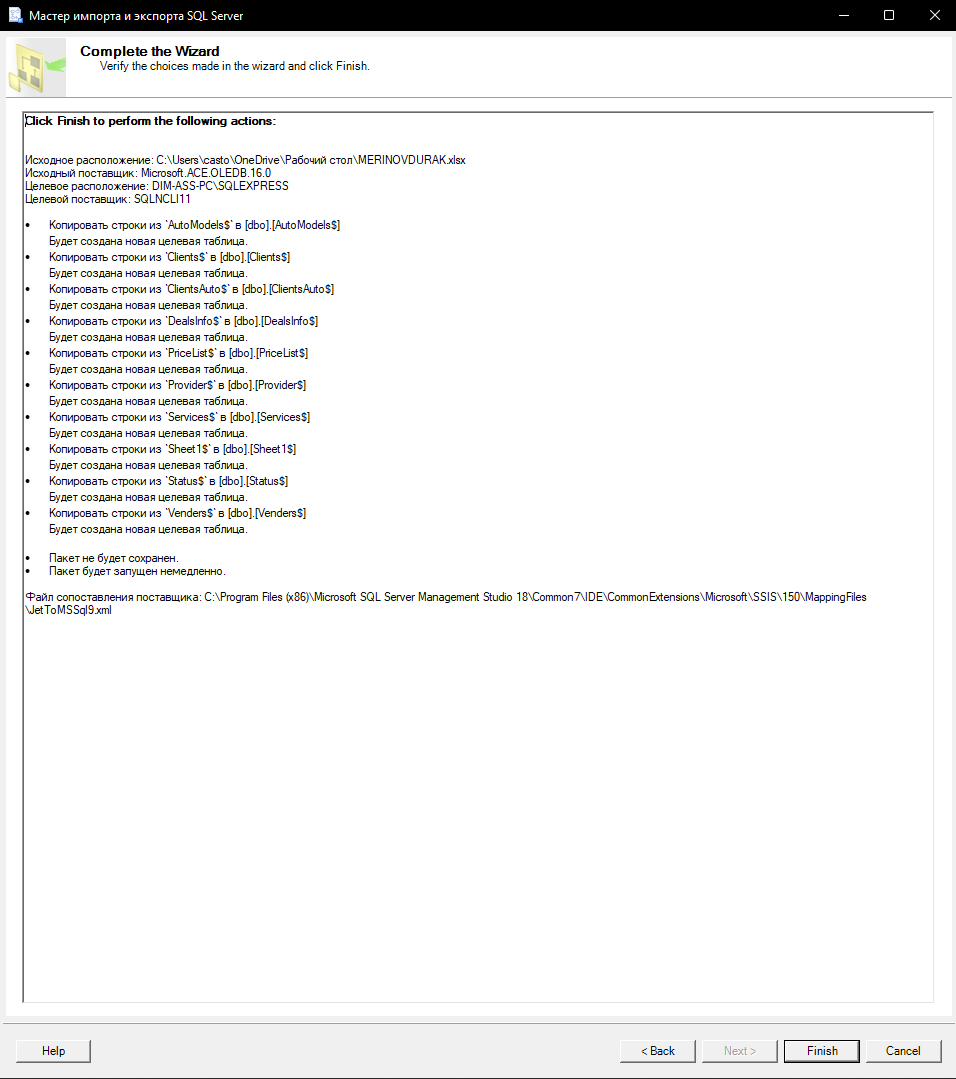 Мастер импорта и экспорта SQL Server
Complete the Wizard
Verify the choices made in the wizard and click Finish.
Click Finish to perform the following actions:
Исходное расположение: C:\Users\casto\OneDrive\Рабочий стол\MERINOVDURAK.xlsx
Исходный поставщик: Microsoft.ACE.OLEDB.16.0
Целевое расположение: DIM-ASS-PC\SQLEXPRESS
Целевой поставщик: SQLNCLI11
• Копировать строки из `AutoModels$` в [dbo].[AutoModels$]
Будет создана новая целевая таблица.
• Копировать строки из `Clients$` в [dbo].[Clients$]
Будет создана новая целевая таблица.
• Копировать строки из `ClientsAuto$` в [dbo].[ClientsAuto$]
Будет создана новая целевая таблица.
• Копировать строки из `DealsInfo$` в [dbo].[DealsInfo$]
Будет создана новая целевая таблица.
• Копировать строки из `PriceList$` в [dbo].[PriceList$]
Будет создана новая целевая таблица.
• Копировать строки из `Provider$` в [dbo].[Provider$]
Будет создана новая целевая таблица.
• Копировать строки из `Services$` в [dbo].[Services$]
Будет создана новая целевая таблица.
• Копировать строки из `Sheet1$` в [dbo].[Sheet1$]
Будет создана новая целевая таблица.
• Копировать строки из `Status$` в [dbo].[Status$]
Будет создана новая целевая таблица.
• Копировать строки из `Venders$` в [dbo].[Venders$]
Будет создана новая целевая таблица.
• Пакет не будет сохранен.
• Пакет будет запущен немедленно.
Файл сопоставления поставщика: C:\Program Files (x86)\Microsoft SQL Server Management Studio 18\Common7\IDE\CommonExtensions\Microsoft\SSIS\150\MappingFiles
\JetToMSSql9.xml
Help
< Back
Next >
Finish
Cancel